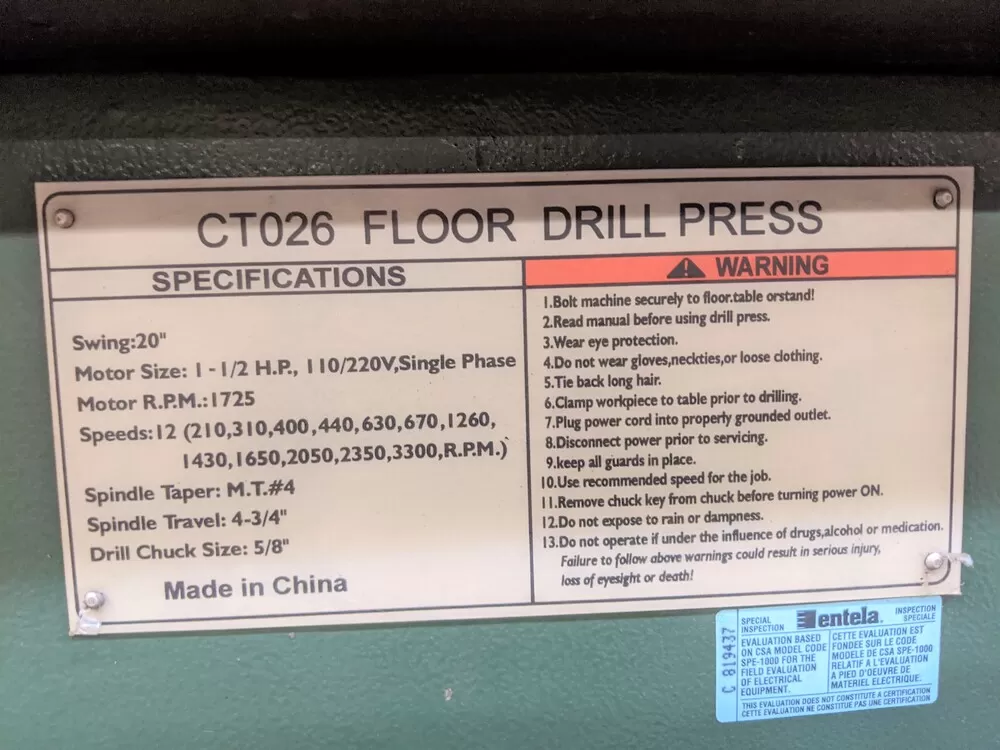 CT026 FLOOR DRILL PRESS
SPECIFICATIONS
Swing:20"
Motor Size: 1-1/2 H.P., 110/220V,Single Phase
Motor R.P.M.:1725
Speeds:12 (210,310,400,440,630,670,1260,
1430,1650,2050,2350,3300,R.P.M.)
Spindle Taper: M.T.#4
Spindle Travel: 4-3/4"
Drill Chuck Size: 5/8"
Made in China
WARNING
1.Bolt machine securely to floor.table orstand!
2.Read manual before using drill press.
3.Wear eye protection.
4.Do not wear gloves,neckties,or loose clothing.
5.Tie back long hair.
6.Clamp workpiece to table prior to drilling.
7.Plug power cord into properly grounded outlet.
8.Disconnect power prior to servicing.
9.keep all guards in place.
10.Use recommended speed for the job.
11.Remove chuck key from chuck before turning power ON.
12.Do not expose to rain or dampness.
13.Do not operate if under the influence of drugs,alcohol or medication.
Failure to follow above warnings could result in serious injury,
loss of eyesight or death!
C 819437
SPECIAL
INSPECTION
entela.
INSPECTION
SPECIALE
EVALUATION BASED
ON CSA MODEL CODE
SPE-1000 FOR THE
FIELD EVALUATION
OF ELECTRICAL
EQUIPMENT.
CETTE EVALUATION EST
FONDEE SUR LE CODE
MODELE DE CSA SPE-1000
RELATIF A L'EVALUATION
A PIED D'OEUVRE DE
MATERIEL ELECTRIQUE.
THIS EVALUATION DOES NOT CONSTITUTE A CERTIFICATION
CETTE EVALUATION NE CONSTITUE PAS UNE CERTIFICATION